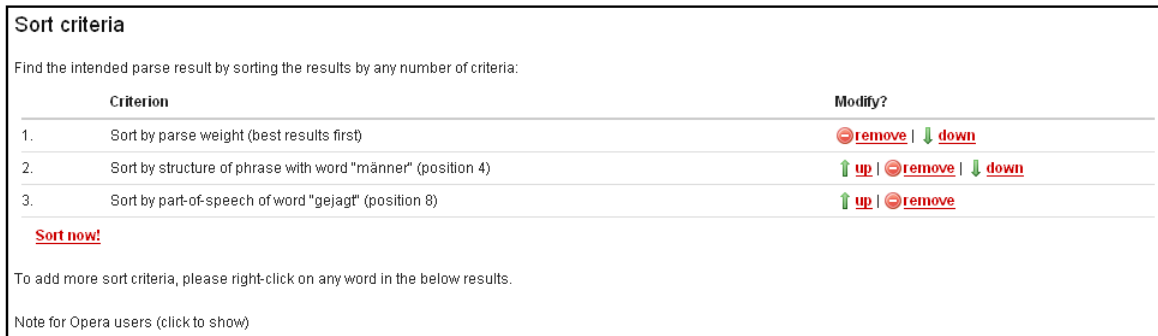 Sort criteria
Find the intended parse result by sorting the results by any number of criteria:
Criterion Modify?
1. Sort by parse weight (best results first) remove | down
2. Sort by structure of phrase with word "männer" (position 4) up | remove | down
3. Sort by part-of-speech of word "gejagt" (position 8) up | remove
Sort now!
To add more sort criteria, please right-click on any word in the below results.
Note for Opera users (click to show)